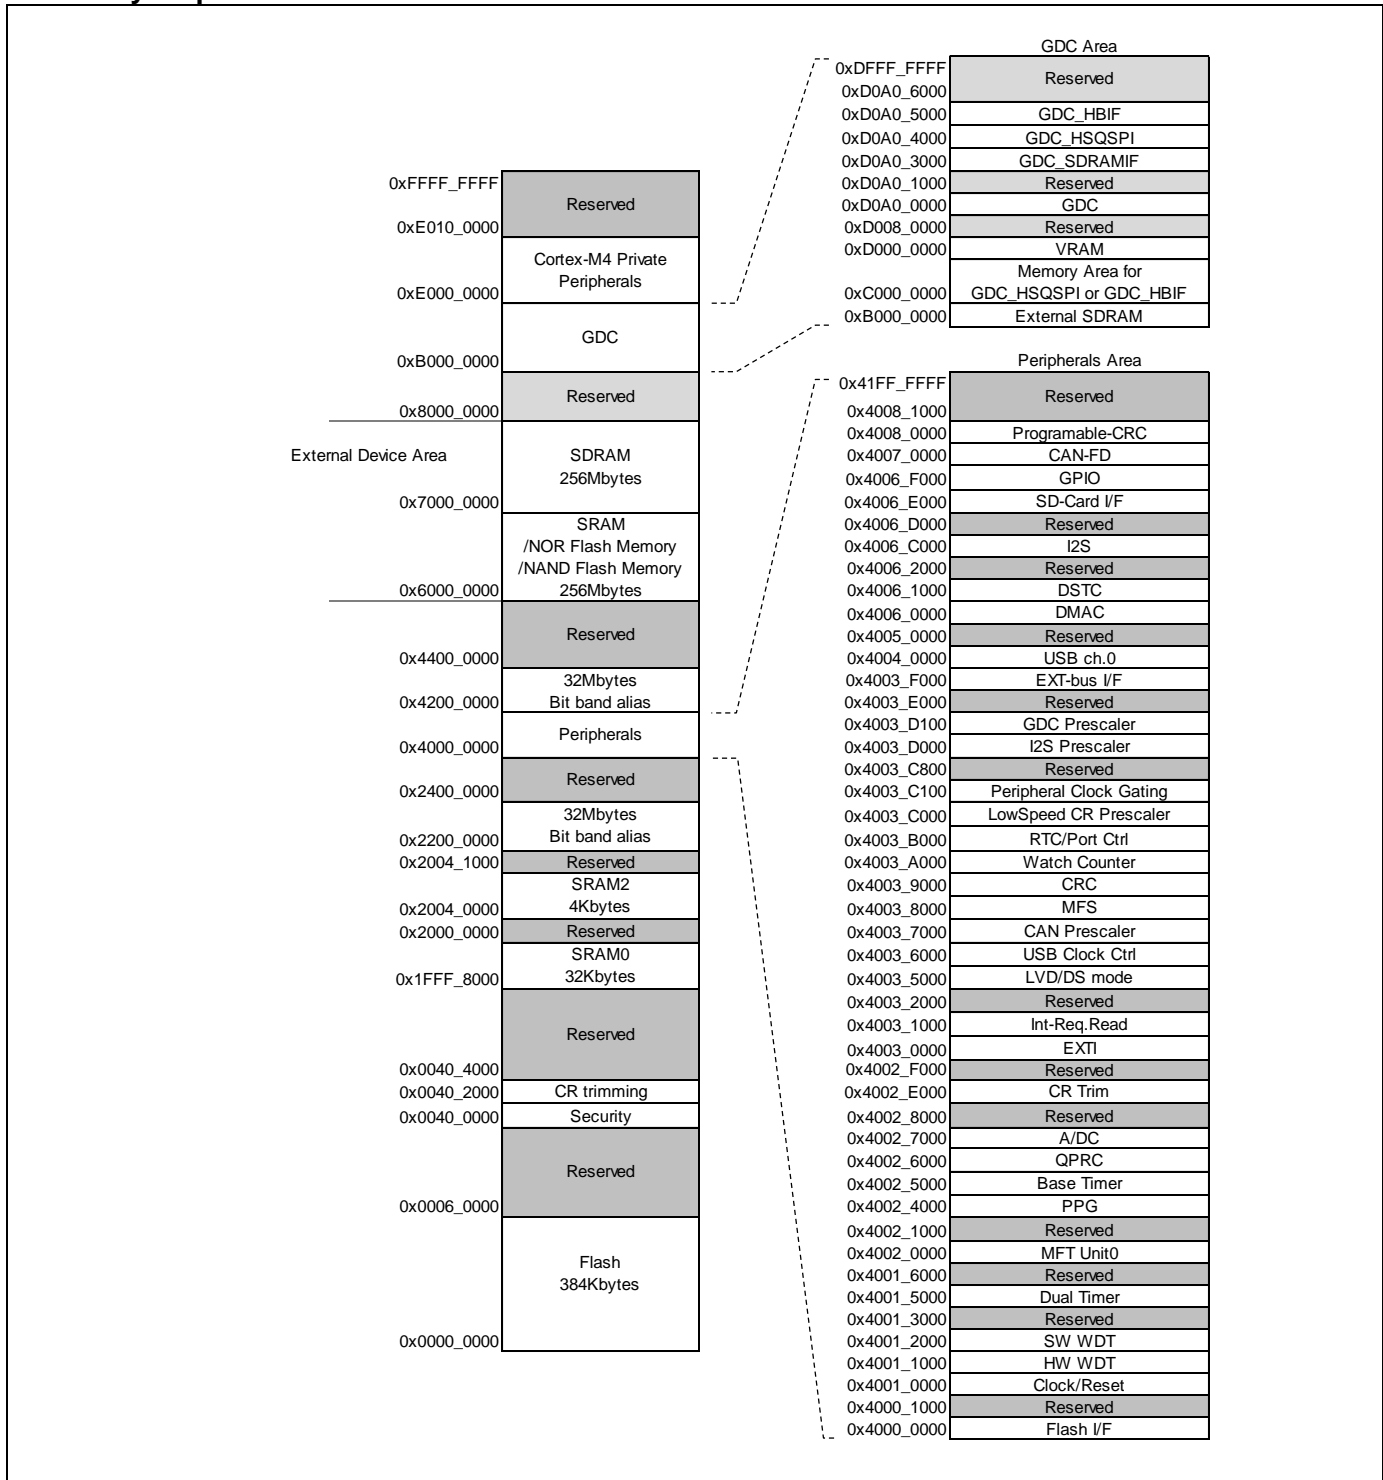 GDC Area
0xDFFF_FFFF
Reserved
0xD0A0_6000
0xD0A0_5000 GDC_HBIF
0xD0A0_4000 GDC_HSQSPI
0xD0A0_3000 GDC_SDRAMIF
0xD0A0_1000 Reserved
0xD0A0_0000 GDC
0xD008_0000 Reserved
0xD000_0000 VRAM
Memory Area for
0xC000_0000 GDC_HSQSPI or GDC_HBIF
0xB000_0000 External SDRAM
0xFFFF_FFFF
Reserved
0xE010_0000
Cortex-M4 Private
Peripherals
0xE000_0000
GDC
0xB000_0000
Reserved
0x8000_0000
External Device Area
SDRAM
256Mbytes
0x7000_0000
SRAM
/NOR Flash Memory
/NAND Flash Memory
0x6000_0000 256Mbytes
Reserved
0x4400_0000
32Mbytes
0x4200_0000 Bit band alias
Peripherals
0x4000_0000
Reserved
0x2400_0000
32Mbytes
0x2200_0000 Bit band alias
0x2004_1000 Reserved
SRAM2
0x2004_0000 4Kbytes
0x2000_0000 Reserved
SRAM0
0x1FFF_8000 32Kbytes
Reserved
0x0040_4000
0x0040_2000 CR trimming
0x0040_0000 Security
Reserved
0x0006_0000
Flash
384Kbytes
0x0000_0000
Peripherals Area
0x41FF_FFFF
Reserved
0x4008_1000
0x4008_0000 Programable-CRC
0x4007_0000 CAN-FD
0x4006_F000 GPIO
0x4006_E000 SD-Card I/F
0x4006_D000 Reserved
0x4006_C000 I2S
0x4006_2000 Reserved
0x4006_1000 DSTC
0x4006_0000 DMAC
0x4005_0000 Reserved
0x4004_0000 USB ch.0
0x4003_F000 EXT-bus I/F
0x4003_E000 Reserved
0x4003_D100 GDC Prescaler
0x4003_D000 I2S Prescaler
0x4003_C800 Reserved
0x4003_C100 Peripheral Clock Gating
0x4003_C000 LowSpeed CR Prescaler
0x4003_B000 RTC/Port Ctrl
0x4003_A000 Watch Counter
0x4003_9000 CRC
0x4003_8000 MFS
0x4003_7000 CAN Prescaler
0x4003_6000 USB Clock Ctrl
0x4003_5000 LVD/DS mode
0x4003_2000 Reserved
0x4003_1000 Int-Req.Read
0x4003_0000 EXTI
0x4002_F000 Reserved
0x4002_E000 CR Trim
0x4002_8000 Reserved
0x4002_7000 A/DC
0x4002_6000 QPRC
0x4002_5000 Base Timer
0x4002_4000 PPG
0x4002_1000 Reserved
0x4002_0000 MFT Unit0
0x4001_6000 Reserved
0x4001_5000 Dual Timer
0x4001_3000 Reserved
0x4001_2000 SW WDT
0x4001_1000 HW WDT
0x4001_0000 Clock/Reset
0x4000_1000 Reserved
0x4000_0000 Flash I/F